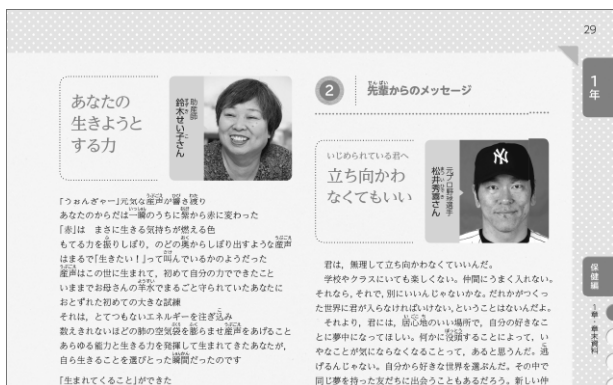 29
1年
保健編
1章・章末資料
あなたの
生きようと
する力
助産師
鈴木せい子さん
「うおんぎゃー」元気な産声が響き渡り
あなたのからだは一瞬のうちに紫から赤に変わった
「赤」は まさに生きる気持ちが燃える色
もてる力を振りしぼり，のどの奥からしぼり出すような産声
はまるで「生きたい！」って叫んでいるかのようだった
産声はこの世に生まれて，初めて自分の力でできたこと
いままでお母さんの羊水でまるごと守られていたあなたに
おとずれた初めての大きな試練
それは，とてつもないエネルギーを注ぎ込み
数えきれないほどの肺の空気袋を膨らませ産声をあげること
あらゆる能力と生きる力を発揮して生まれてきたあなたが，
自ら生きることを選びとった瞬間だったのです
「生まれてくること」ができた
2 先輩からのメッセージ
いじめられている君へ
立ち向かわ
なくてもいい
元プロ野球選手
松井秀喜さん
君は，無理して立ち向かわなくていいんだ。
学校やクラスにいても楽しくない。仲間にうまく入れない。
それなら，それで，別にいいんじゃないかな。だれかがつくっ
た世界に君が入らなければいけない，ということはないんだよ。
それより，君には，居心地のいい場所で，自分の好きなこ
とに夢中になってほしい。何かに没頭することによって，い
やなことが気にならなくなることって，あると思うんだ。逃
げるんじゃない。自分から好きな世界を選ぶんだ。その中で
同じ夢を持った友だちに出会うこともあるだろう。新しい仲